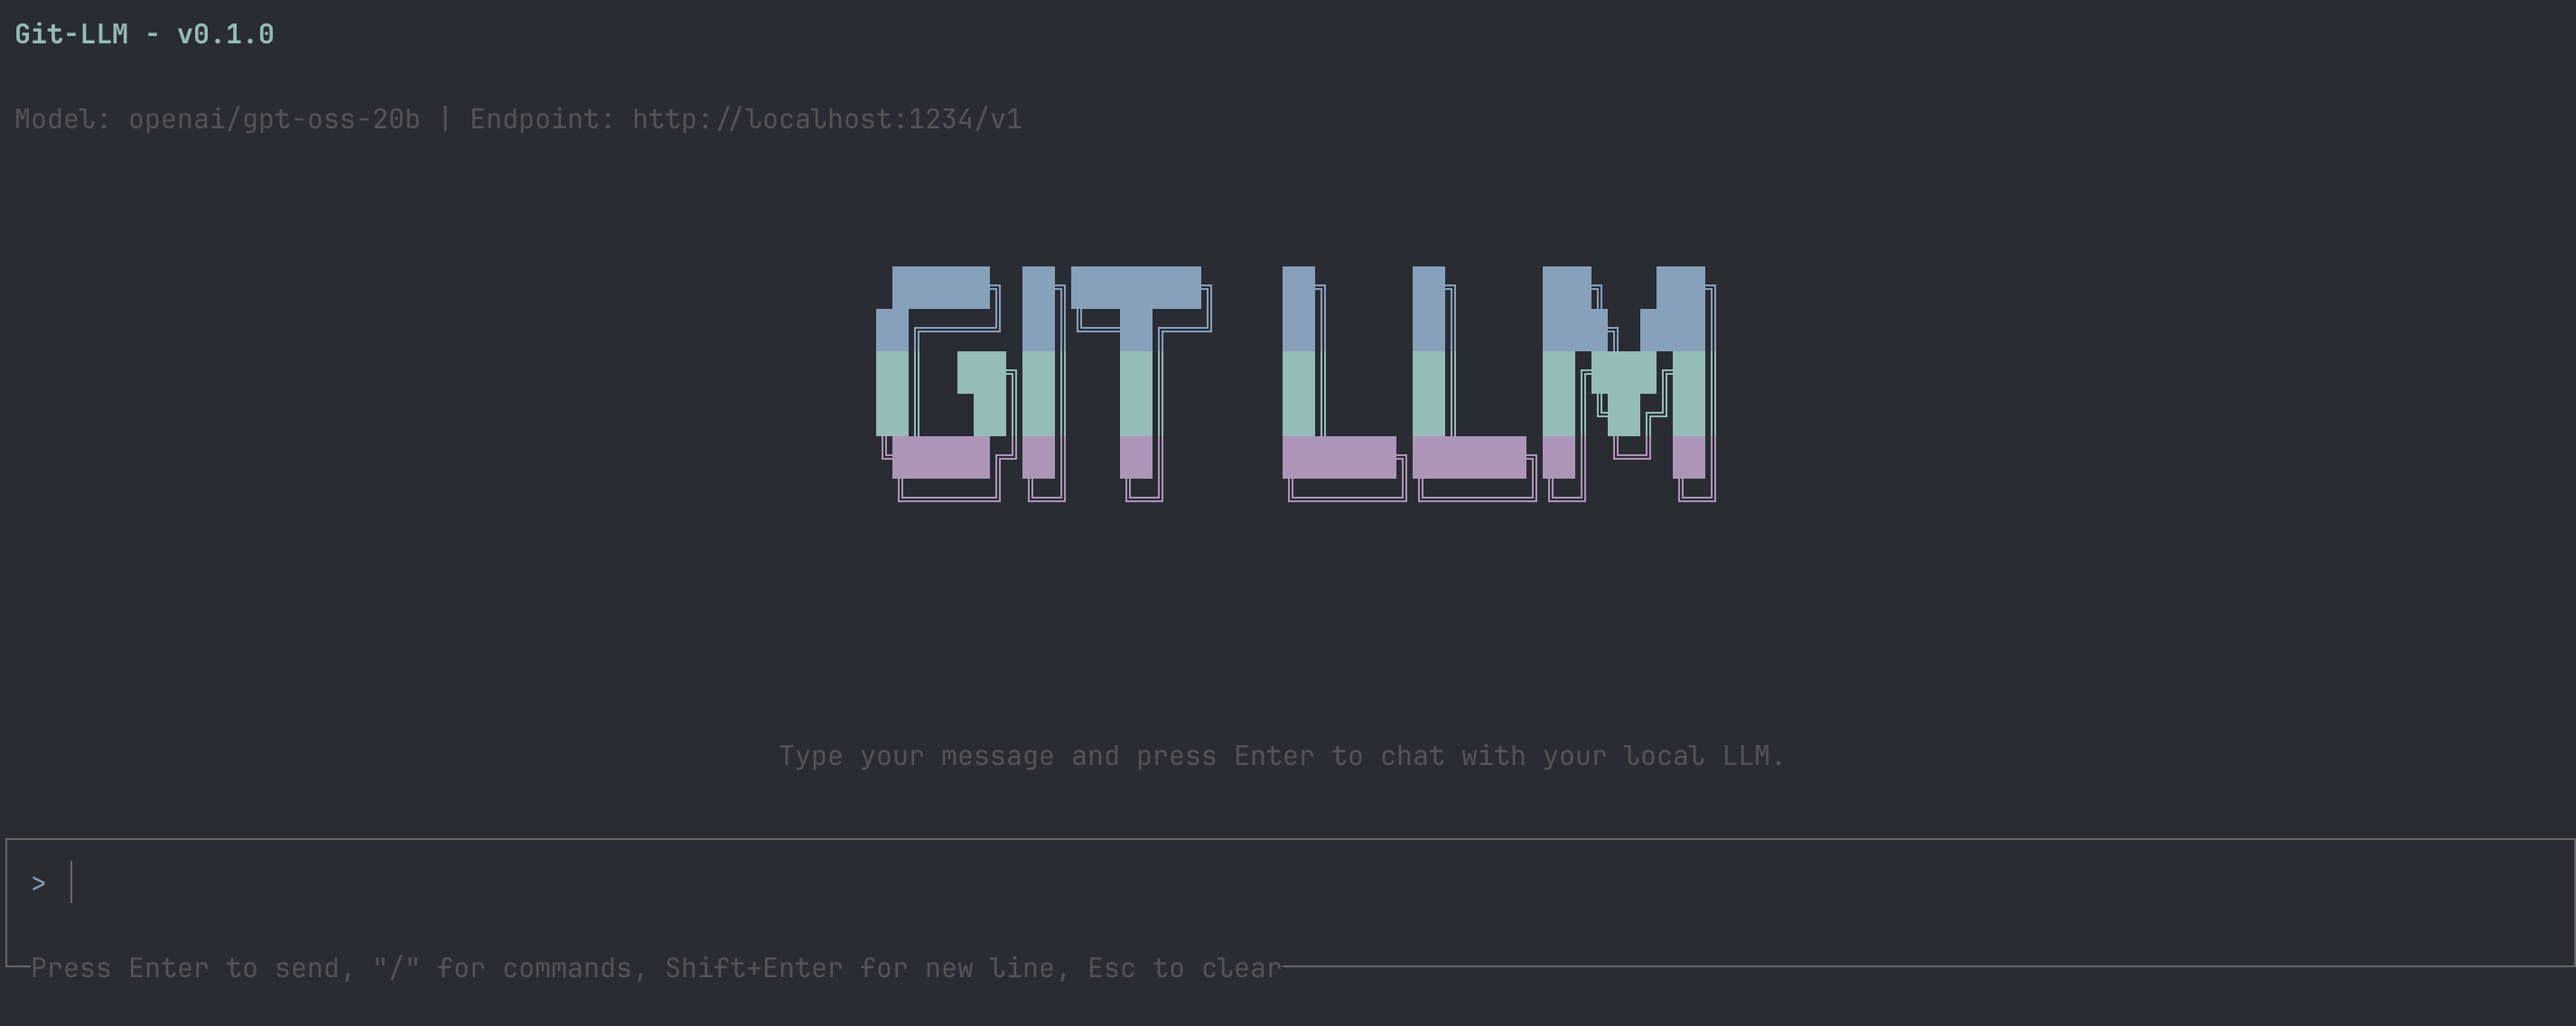 Git-LLM - v0.1.0
Model: openai/gpt-oss-20b | Endpoint: http://localhost:1234/v1
GIT LLM
Type your message and press Enter to chat with your local LLM.
>
Press Enter to send, "/" for commands, Shift+Enter for new line, Esc to clear